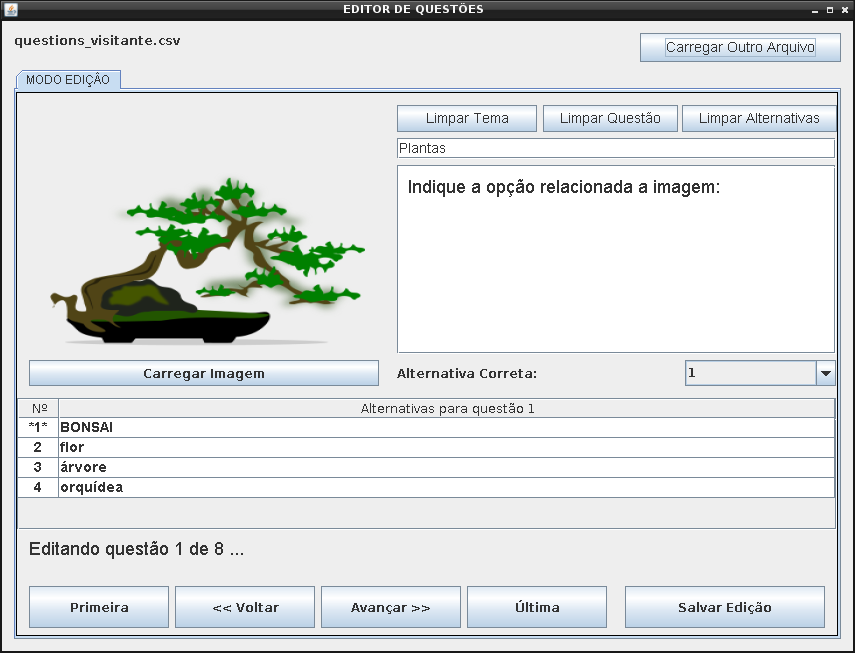 EDITOR DE QUESTÕES
questions_visitante.csv
Carregar Outro Arquivo
MODO EDIÇÃO
Limpar Tema
Limpar Questão
Limpar Alternativas
Plantas
Indique a opção relacionada a imagem:
Carregar Imagem
Alternativa Correta:
1
Nº Alternativas para questão 1
*1* BONSAI
2 flor
3 árvore
4 orquídea
Editando questão 1 de 8 ...
Primeira
<< Voltar
Avançar >>
Última
Salvar Edição